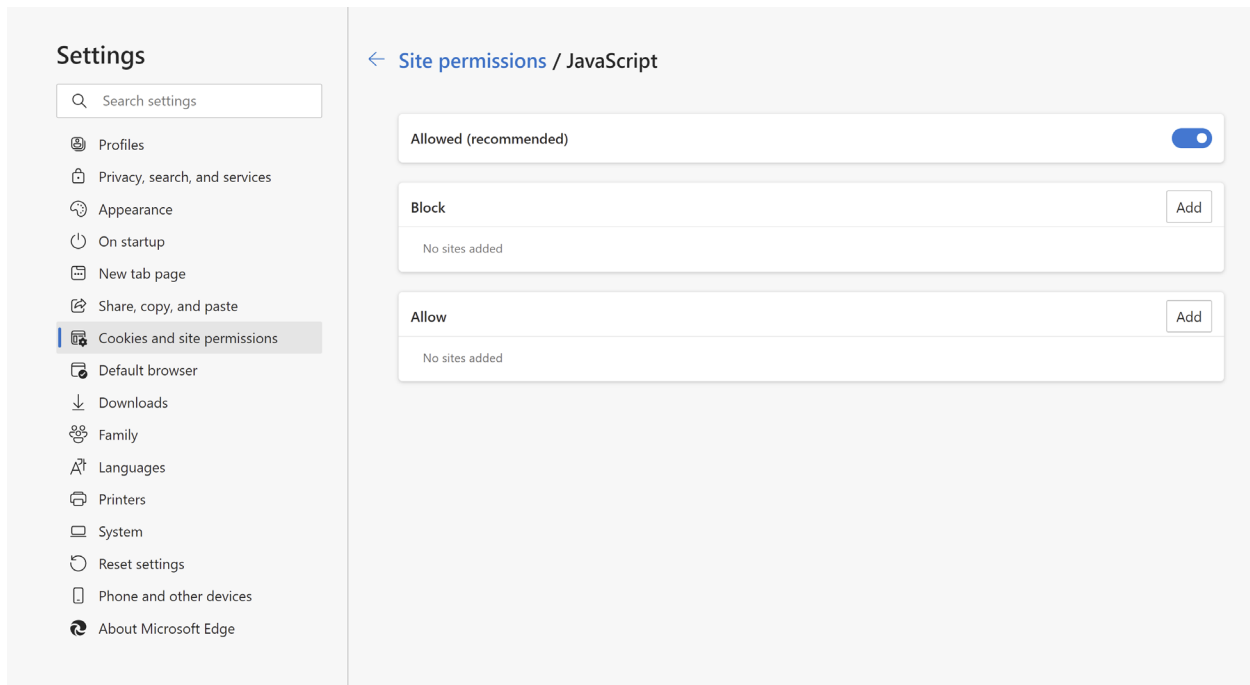 Settings
Search settings
Profiles
Privacy, search, and services
Appearance
On startup
New tab page
Share, copy, and paste
Cookies and site permissions
Default browser
Downloads
Family
Languages
Printers
System
Reset settings
Phone and other devices
About Microsoft Edge
Site permissions / JavaScript
Allowed (recommended)
Block
Add
No sites added
Allow
Add
No sites added